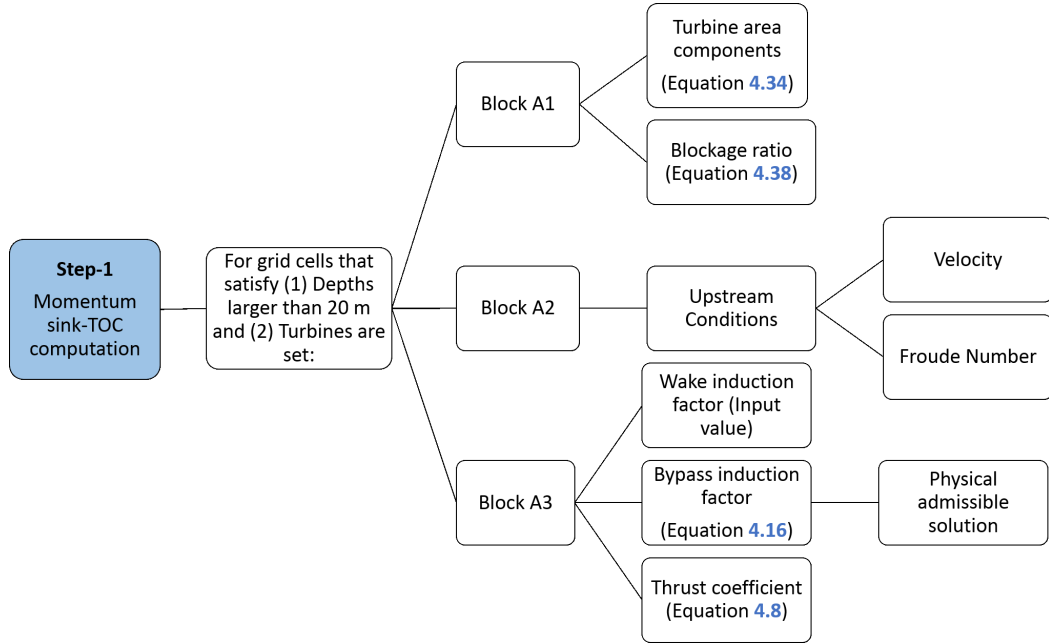 Step-1
Momentum
sink-TOC
computation
For grid cells that
satisfy (1) Depths
larger than 20 m
and (2) Turbines are
set:
Block A1
Turbine area
components
(Equation 4.34)
Blockage ratio
(Equation 4.38)
Block A2
Upstream
Conditions
Velocity
Froude Number
Block A3
Wake induction
factor (Input
value)
Bypass induction
factor
(Equation 4.16)
Physical
admissible
solution
Thrust coefficient
(Equation 4.8)